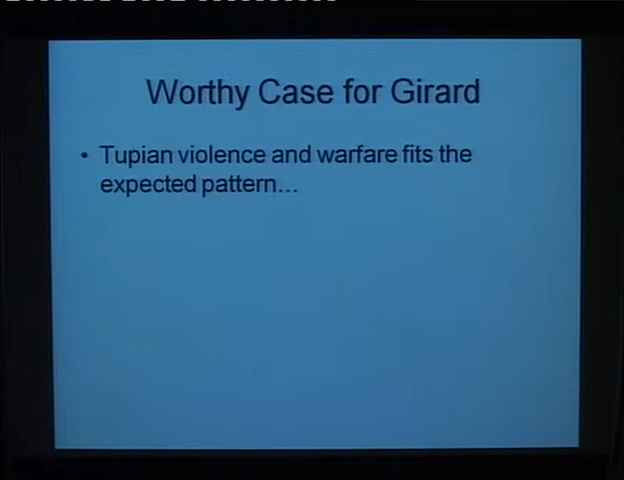 Worthy Case for Girard
• Tupian violence and warfare fits the
expected pattern…